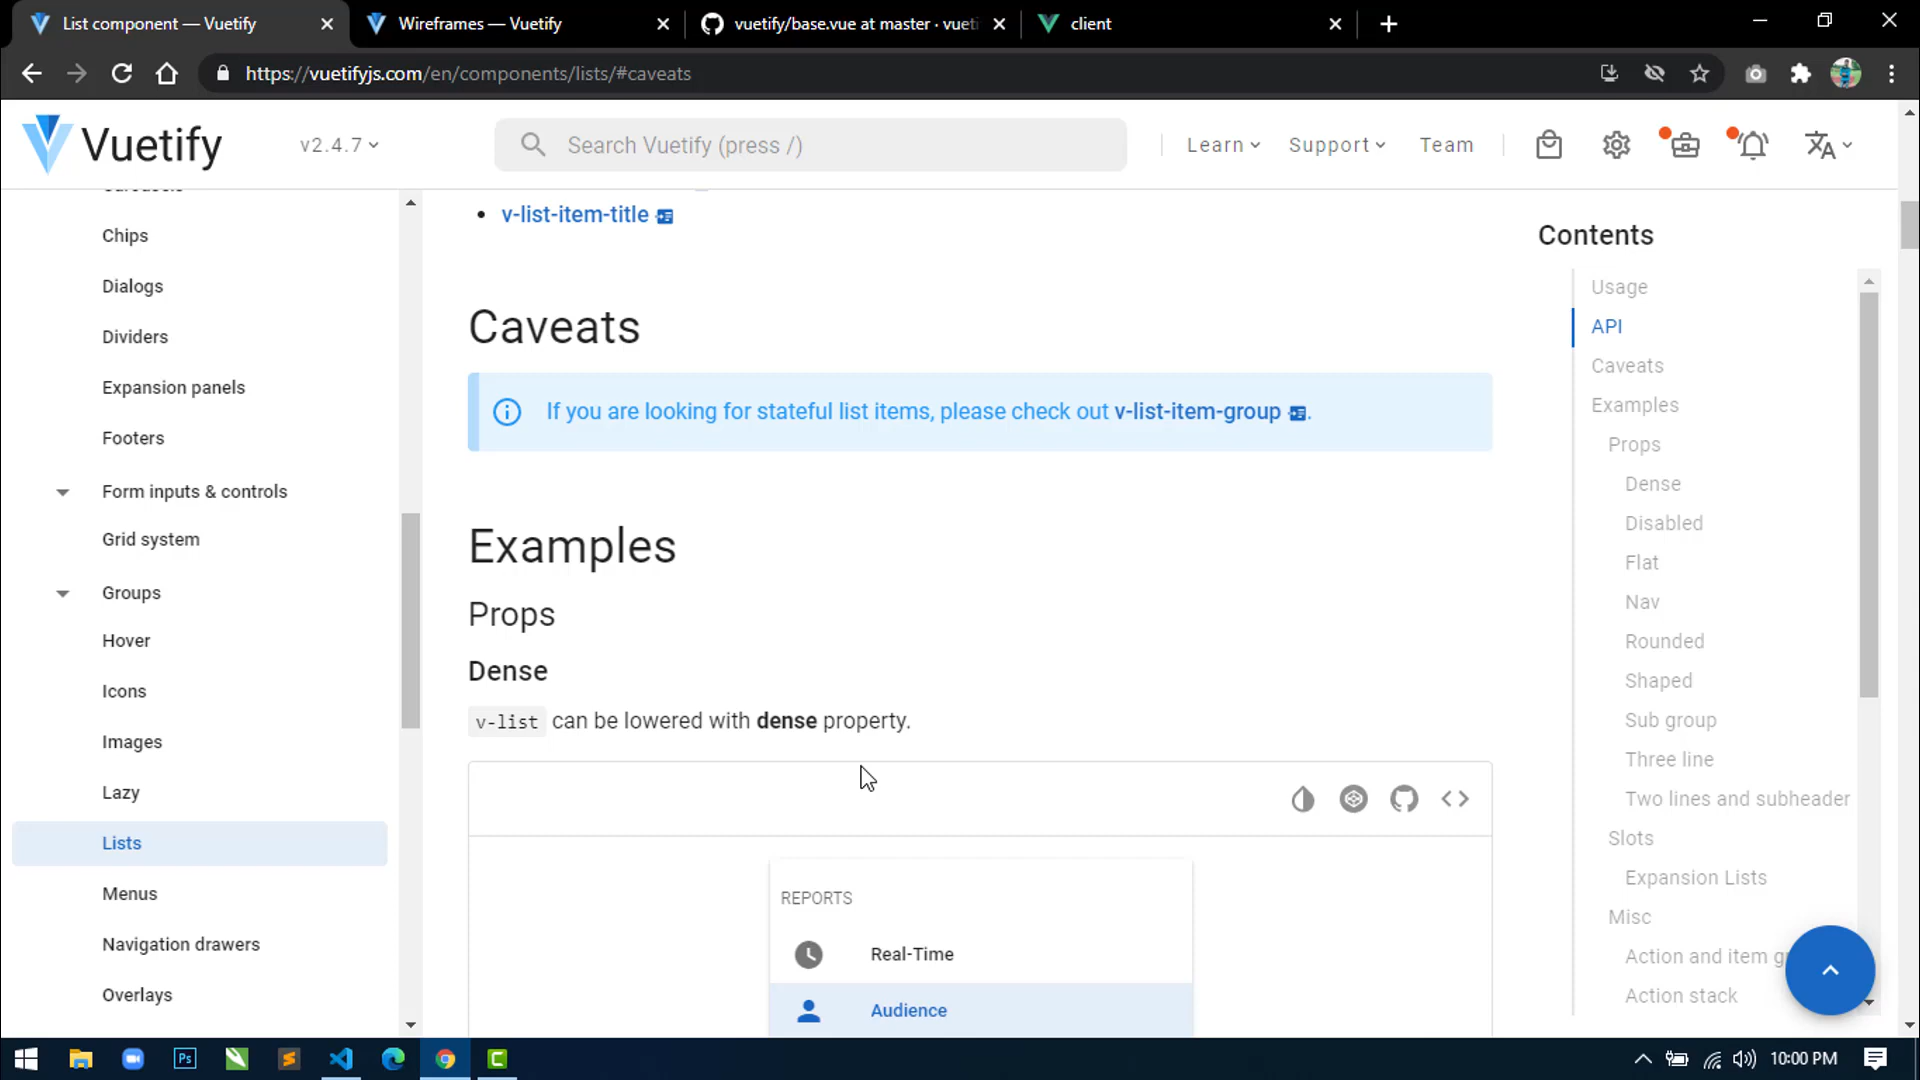 List component — Vuetify
Wireframes — Vuetify
vuetify/base.vue at master · vueti
client
https://vuetifyjs.com/en/components/lists/#caveats
Vuetify
v2.4.7
Search Vuetify (press /)
Learn
Support
Team
Chips
Dialogs
Dividers
Expansion panels
Footers
Form inputs & controls
Grid system
Groups
Hover
Icons
Images
Lazy
Lists
Menus
Navigation drawers
Overlays
v-list-item-title
Caveats
If you are looking for stateful list items, please check out v-list-item-group .
Examples
Props
Dense
v-list can be lowered with dense property.
REPORTS
Real-Time
Audience
Contents
Usage
API
Caveats
Examples
Props
Dense
Disabled
Flat
Nav
Rounded
Shaped
Sub group
Three line
Two lines and subheader
Slots
Expansion Lists
Misc
Action and item g
Action stack
Ps
10:00 PM